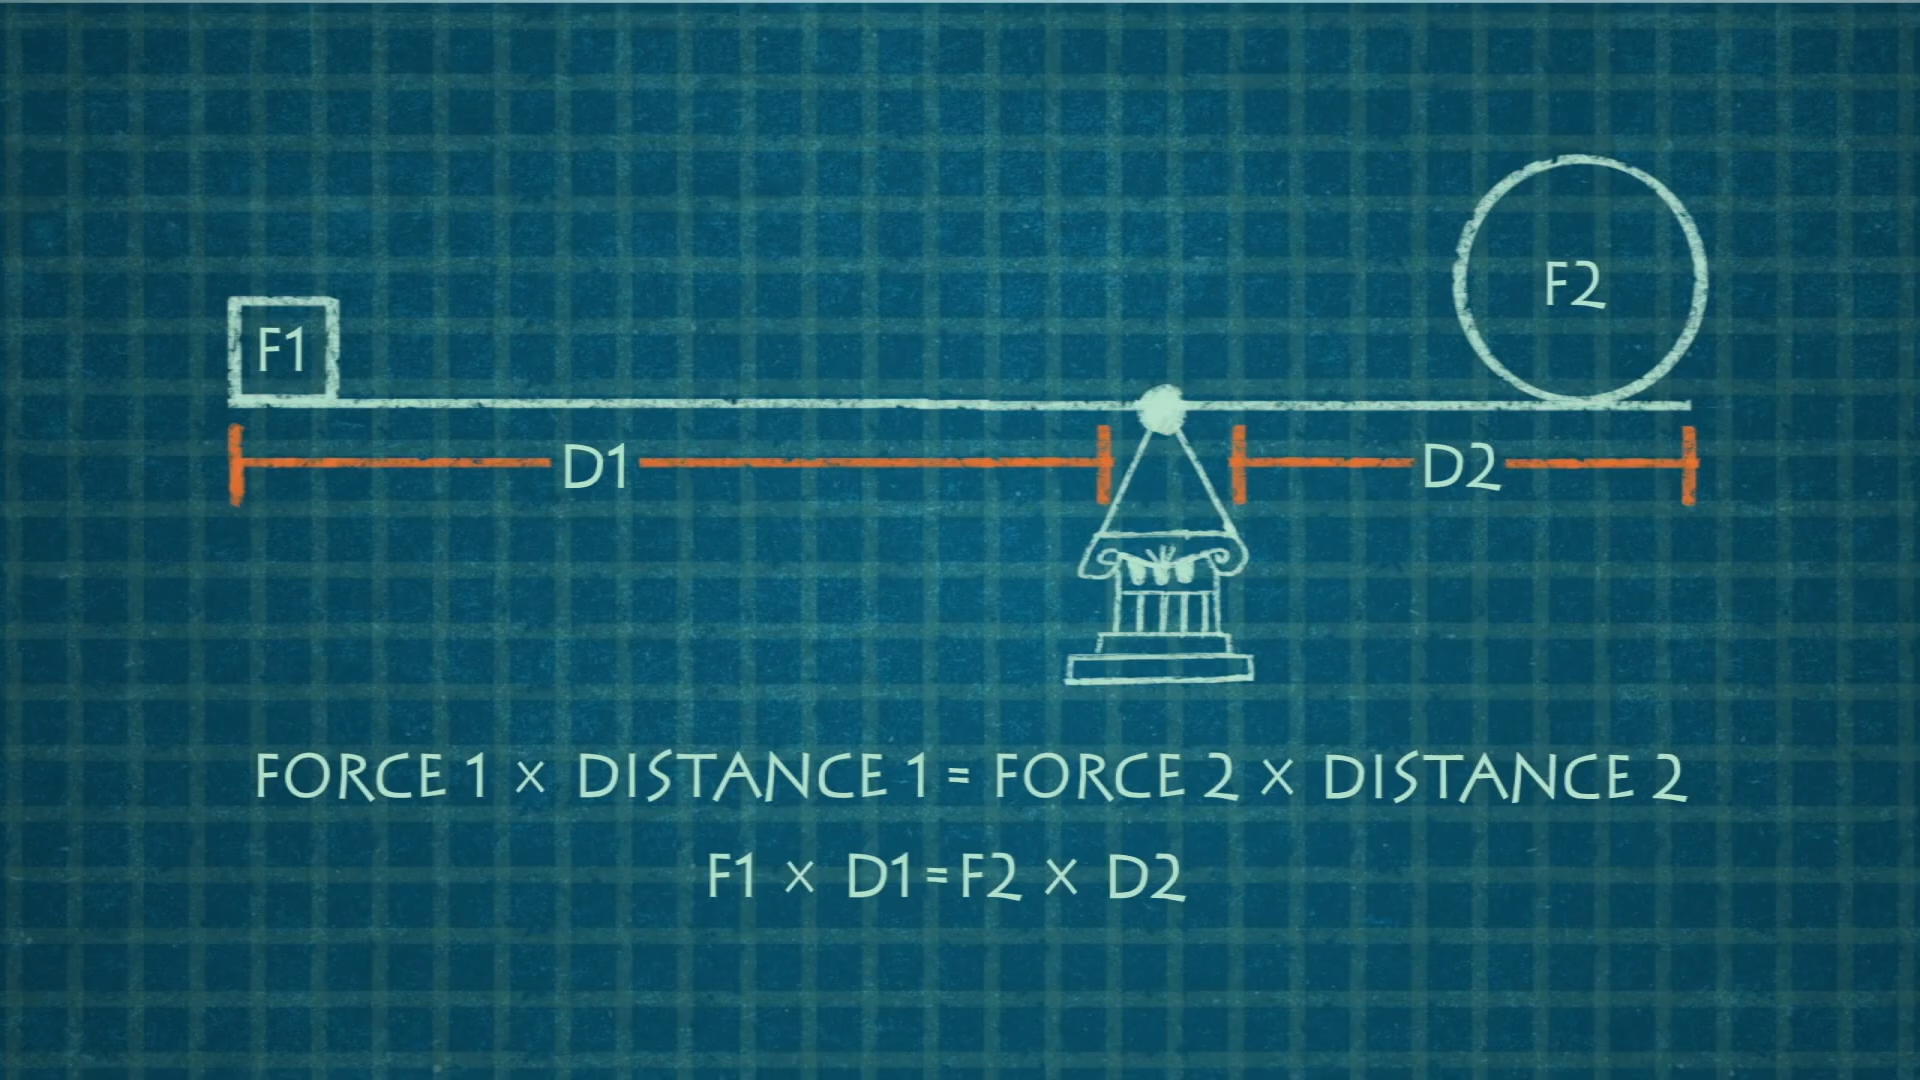 F2
F1
D1
D2
FORCE 1 × DISTANCE 1 = FORCE 2 × DISTANCE 2
F1 × D1 = F2 × D2